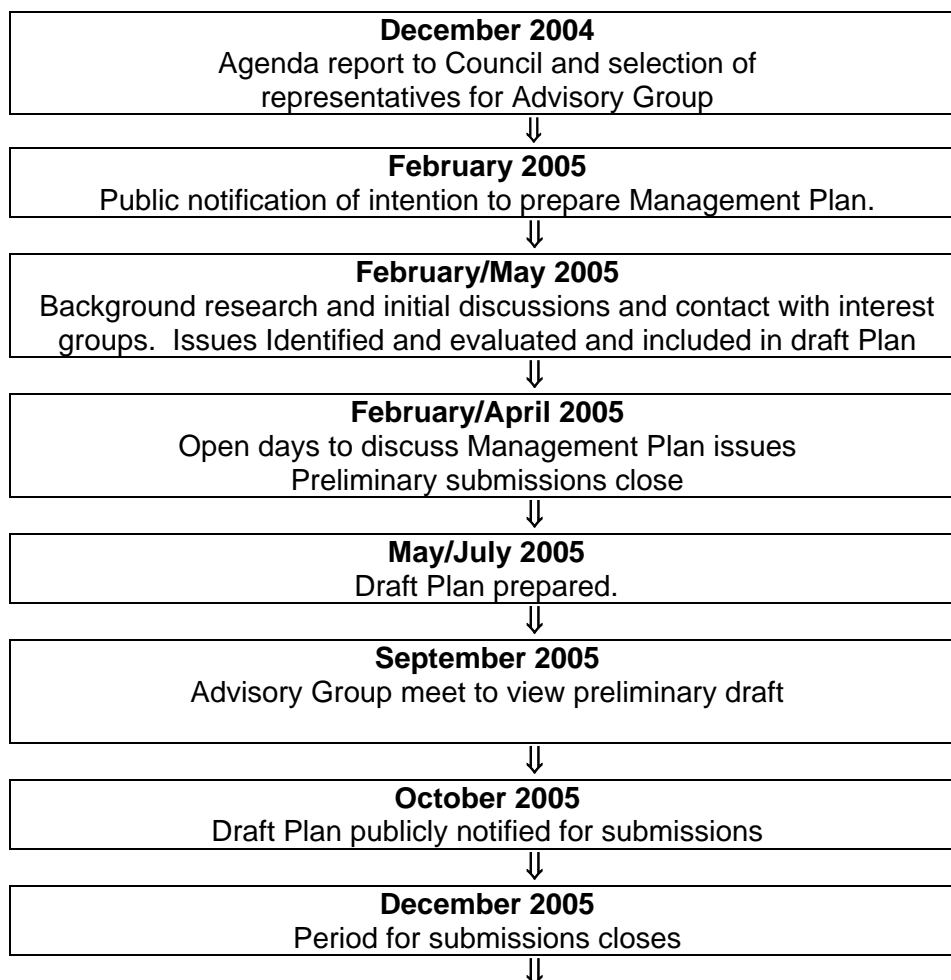 December 2004
Agenda report to Council and selection of
representatives for Advisory Group
⇓
February 2005
Public notification of intention to prepare Management Plan.
⇓
February/May 2005
Background research and initial discussions and contact with interest
groups. Issues Identified and evaluated and included in draft Plan
⇓
February/April 2005
Open days to discuss Management Plan issues
Preliminary submissions close
⇓
May/July 2005
Draft Plan prepared.
⇓
September 2005
Advisory Group meet to view preliminary draft
⇓
October 2005
Draft Plan publicly notified for submissions
⇓
December 2005
Period for submissions closes
⇓